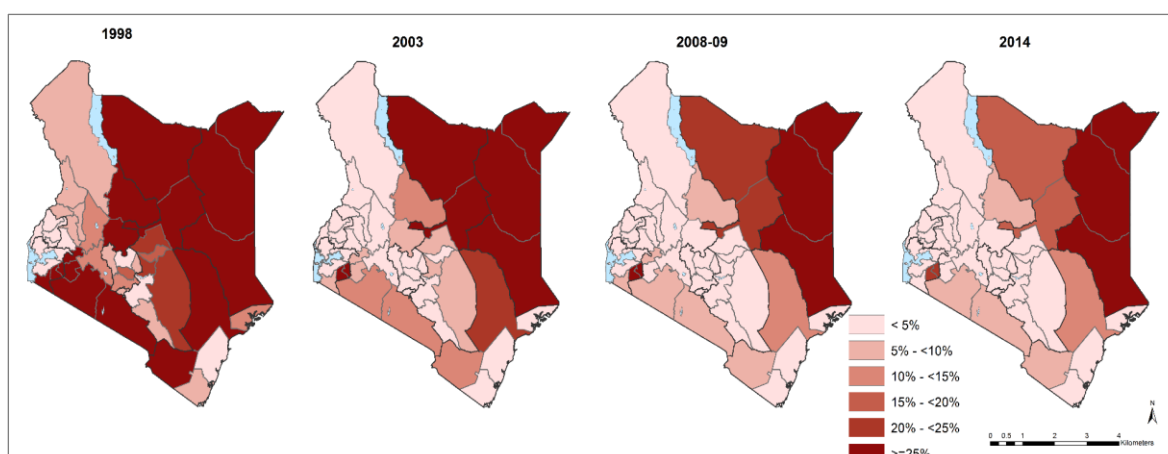 1998
2003
2008-09
2014
< 5%
5% - <10%
10% - <15%
15% - <20%
20% - <25%
>=25%
N
0 0.5 1 2 3 4
Kilometers